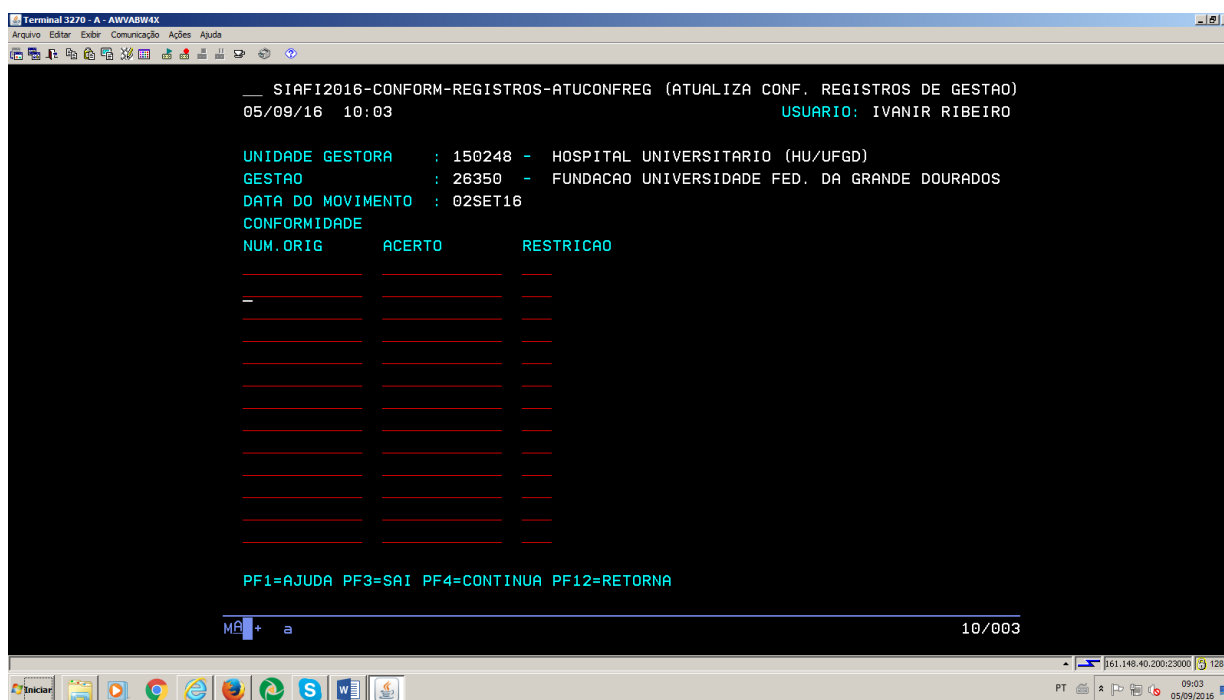 Terminal 3270 - A - AWVABW4X
Arquivo Editar Exibir Comunicação Ações Ajuda
__ SIAFI2016-CONFORM-REGISTROS-ATUCONFREG (ATUALIZA CONF. REGISTROS DE GESTAO)
05/09/16 10:03 USUARIO: IVANIR RIBEIRO
UNIDADE GESTORA : 150248 - HOSPITAL UNIVERSITARIO (HU/UFGD)
GESTAO : 26350 - FUNDACAO UNIVERSIDADE FED. DA GRANDE DOURADOS
DATA DO MOVIMENTO : 02SET16
CONFORMIDADE
NUM.ORIG ACERTO RESTRICAO
PF1=AJUDA PF3=SAI PF4=CONTINUA PF12=RETORNA
MA + a 10/003
161.148.40.200:23000 128
Iniciar PT 09:03
05/09/2016